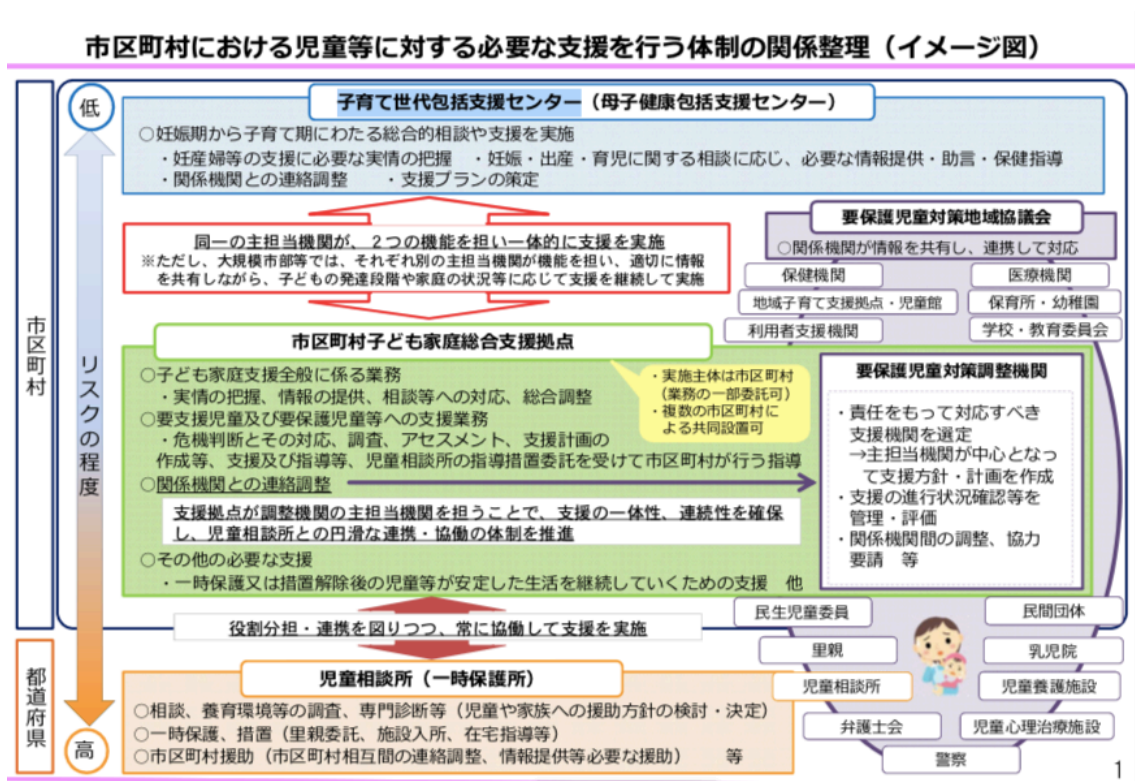 市区町村における児童等に対する必要な支援を行う体制の関係整理（イメージ図）
市区町村
低
リスクの程度
子育て世代包括支援センター（母子健康包括支援センター）
○妊娠期から子育て期にわたる総合的相談や支援を実施
・妊産婦等の支援に必要な実情の把握　・妊娠・出産・育児に関する相談に応じ、必要な情報提供・助言・保健指導
・関係機関との連絡調整　　・支援プランの策定
同一の主担当機関が、２つの機能を担い一体的に支援を実施
※ただし、大規模市部等では、それぞれ別の主担当機関が機能を担い、適切に情報
を共有しながら、子どもの発達段階や家庭の状況等に応じて支援を継続して実施
要保護児童対策地域協議会
○関係機関が情報を共有し、連携して対応
保健機関
医療機関
地域子育て支援拠点・児童館
保育所・幼稚園
利用者支援機関
学校・教育委員会
市区町村子ども家庭総合支援拠点
○子ども家庭支援全般に係る業務
・実情の把握、情報の提供、相談等への対応、総合調整
○要支援児童及び要保護児童等への支援業務
・危機判断とその対応、調査、アセスメント、支援計画の
作成等、支援及び指導等、児童相談所の指導措置委託を受けて市区町村が行う指導
○関係機関との連絡調整
支援拠点が調整機関の主担当機関を担うことで、支援の一体性、連続性を確保
し、児童相談所との円滑な連携・協働の体制を推進
○その他の必要な支援
・一時保護又は措置解除後の児童等が安定した生活を継続していくための支援　他
・実施主体は市区町村
（業務の一部委託可）
・複数の市区町村に
よる共同設置可
要保護児童対策調整機関
・責任をもって対応すべき
支援機関を選定
→主担当機関が中心となっ
て支援方針・計画を作成
・支援の進行状況確認等を
管理・評価
・関係機関間の調整、協力
要請　等
役割分担・連携を図りつつ、常に協働して支援を実施
民生児童委員
民間団体
里親
乳児院
児童相談所
児童養護施設
弁護士会
児童心理治療施設
警察
都道府県
高
児童相談所（一時保護所）
○相談、養育環境等の調査、専門診断等（児童や家族への援助方針の検討・決定）
○一時保護、措置（里親委託、施設入所、在宅指導等）
○市区町村援助（市区町村相互間の連絡調整、情報提供等必要な援助）　　等
1